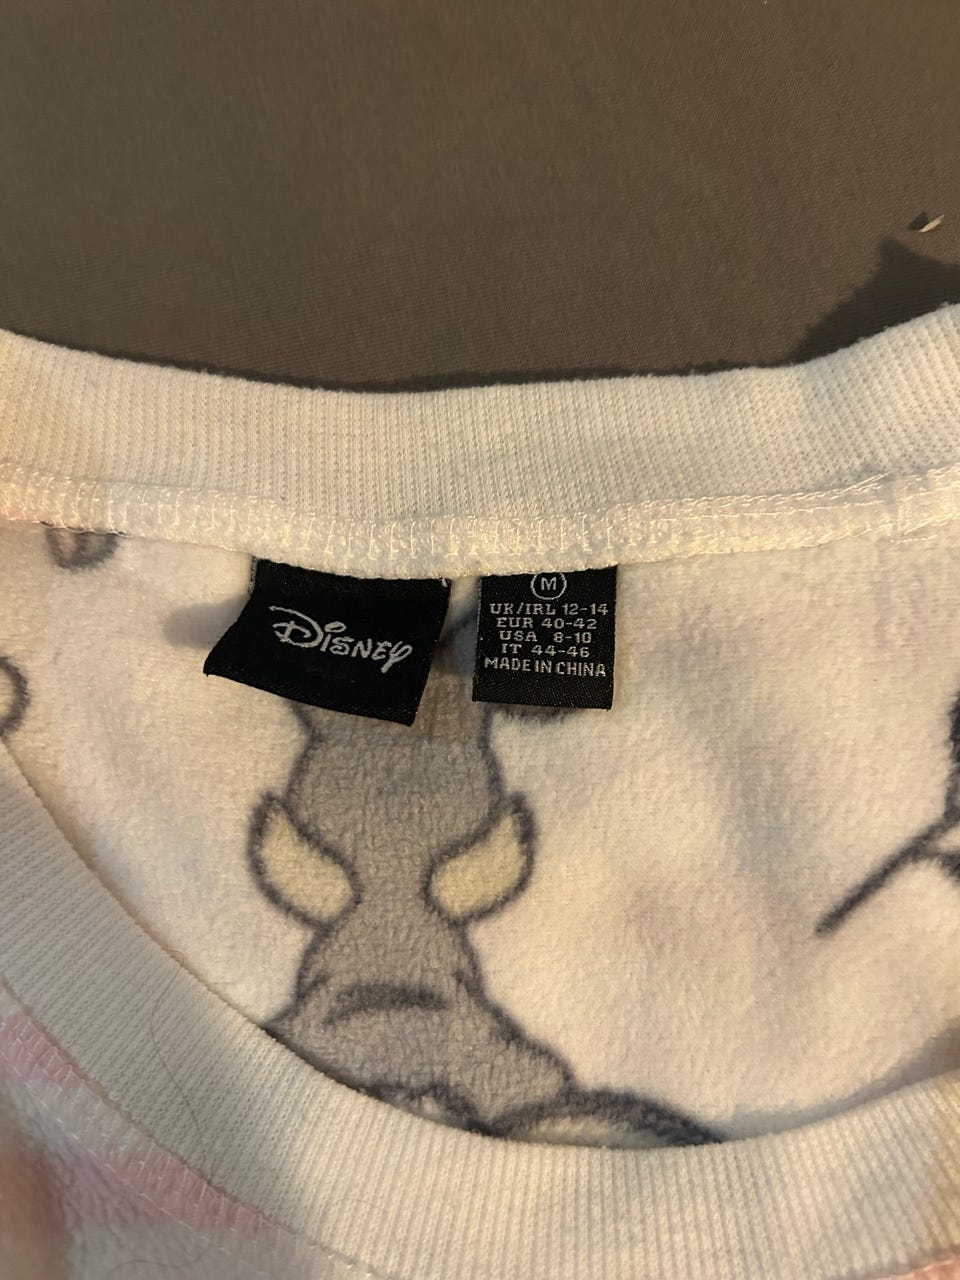 Disney
M
UK/IRL 12-14
EUR 40-42
USA 8-10
IT 44-46
MADE IN CHINA